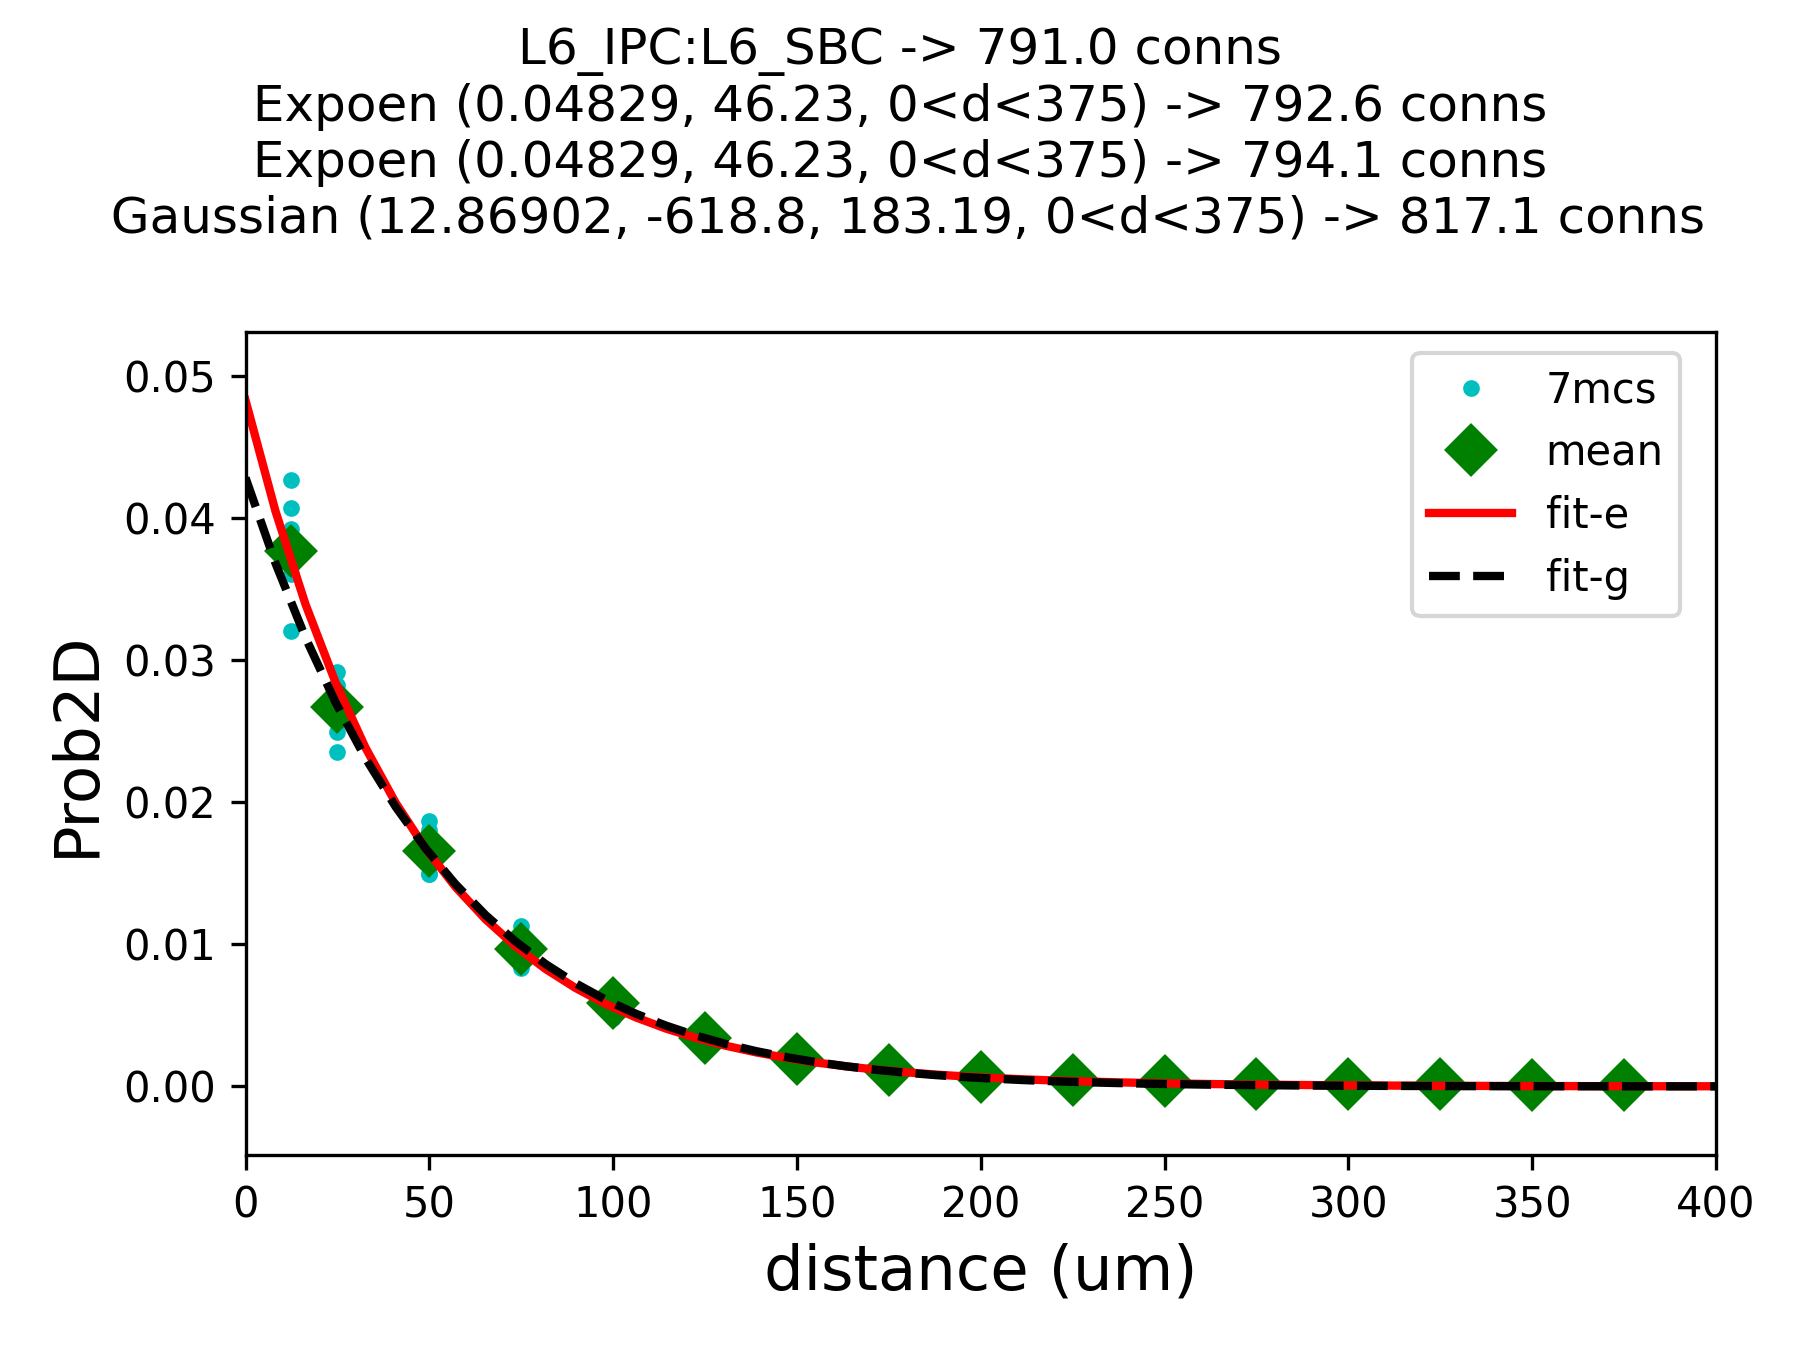 L6_IPC:L6_SBC -> 791.0 conns
Expoen (0.04829, 46.23, 0<d<375) -> 792.6 conns
Expoen (0.04829, 46.23, 0<d<375) -> 794.1 conns
Gaussian (12.86902, -618.8, 183.19, 0<d<375) -> 817.1 conns
0.05
0.04
0.03
0.02
0.01
0.00
Prob2D
7mcs
mean
fit-e
fit-g
0 50 100 150 200 250 300 350 400
distance (um)